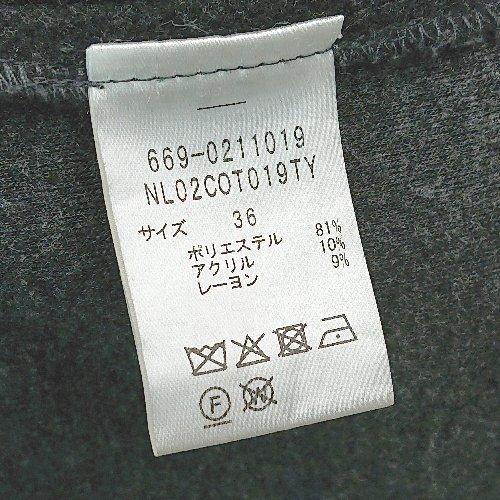 669-0211019
NL02COT019TY
サイズ 36
ポリエステル 81%
アクリル 10%
レーヨン 9%
F W